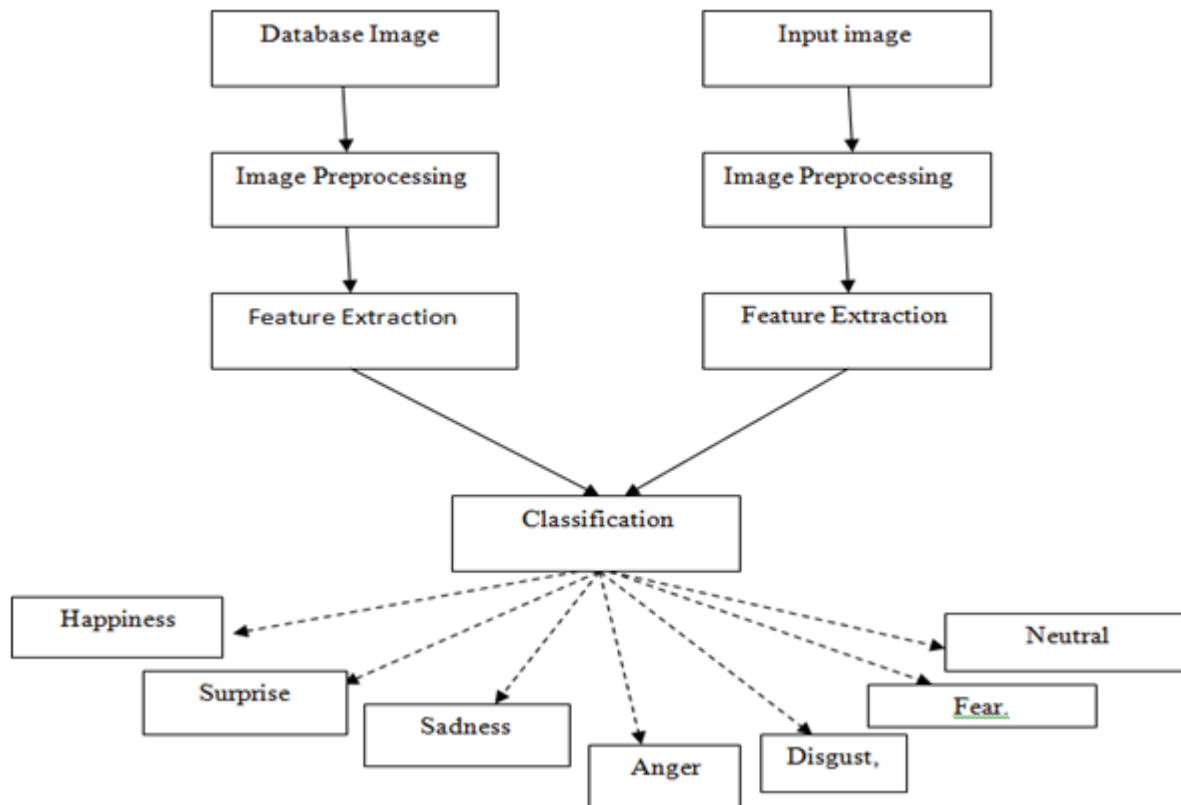 Database Image
Input image
Image Preprocessing
Image Preprocessing
Feature Extraction
Feature Extraction
Classification
Happiness
Surprise
Sadness
Anger
Disgust,
Fear.
Neutral